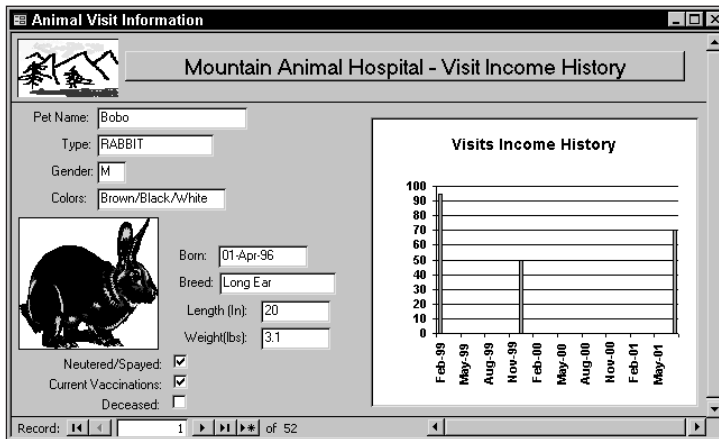 Animal Visit Information
Mountain Animal Hospital - Visit Income History
Pet Name: Bobo
Type: RABBIT
Gender: M
Colors: Brown/Black/White
Born: 01-Apr-96
Breed: Long Ear
Length (In): 20
Weight(lbs): 3.1
Neutered/Spayed:
Current Vaccinations:
Deceased:
Visits Income History
100
90
80
70
60
50
40
30
20
10
0
Feb-99
May-99
Aug-99
Nov-99
Feb-00
May-00
Aug-00
Nov-00
Feb-01
May-01
Record: 1 of 52